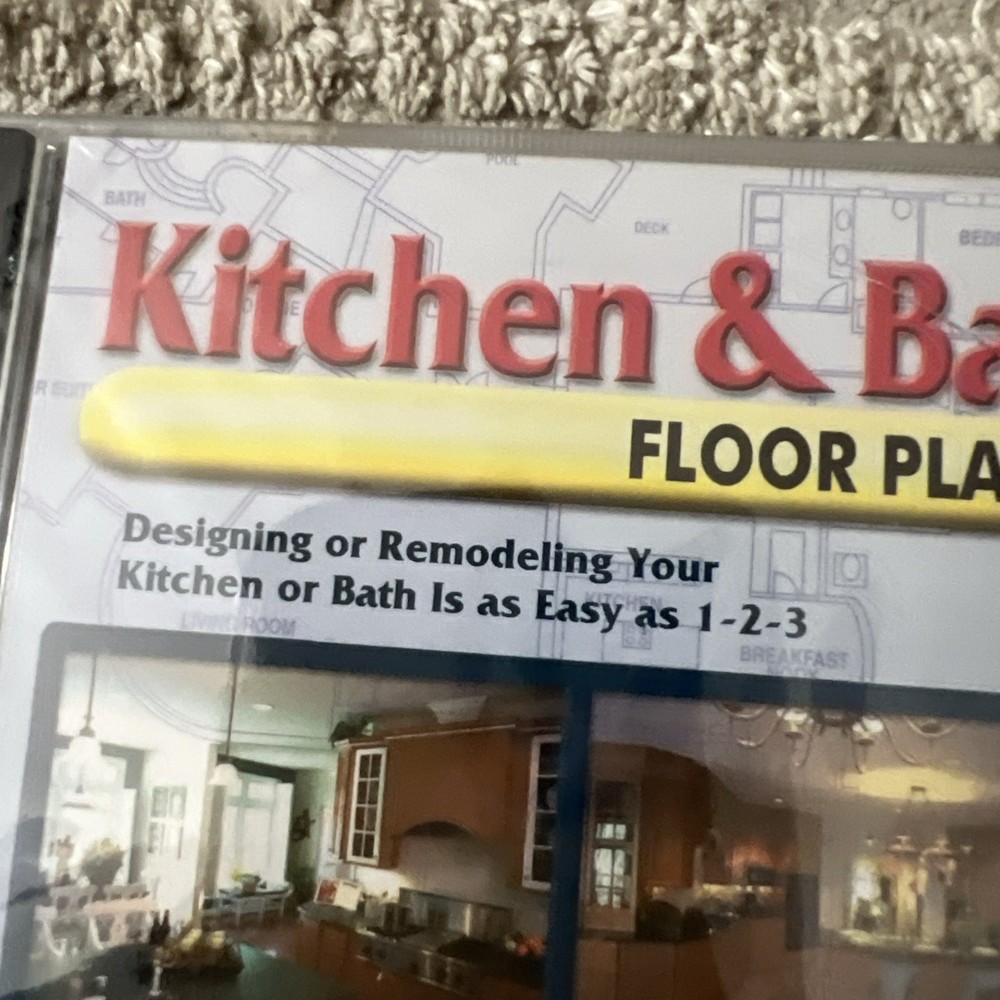 POOL
BATH
DECK
Kitchen & Ba
FLOOR PLA
Designing or Remodeling Your
Kitchen or Bath Is as Easy as 1-2-3
KITCHEN
LIVING ROOM
BREAKFAST
NOOK